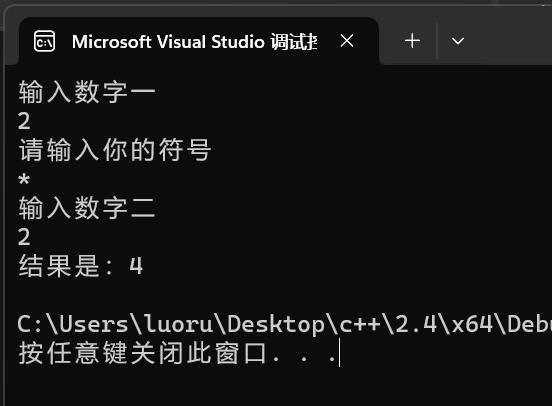 Microsoft Visual Studio 调试
输入数字一
2
请输入你的符号
*
输入数字二
2
结果是: 4
C:\Users\luoru\Desktop\c++\2.4\x64\Debu
按任意键关闭此窗口. . .